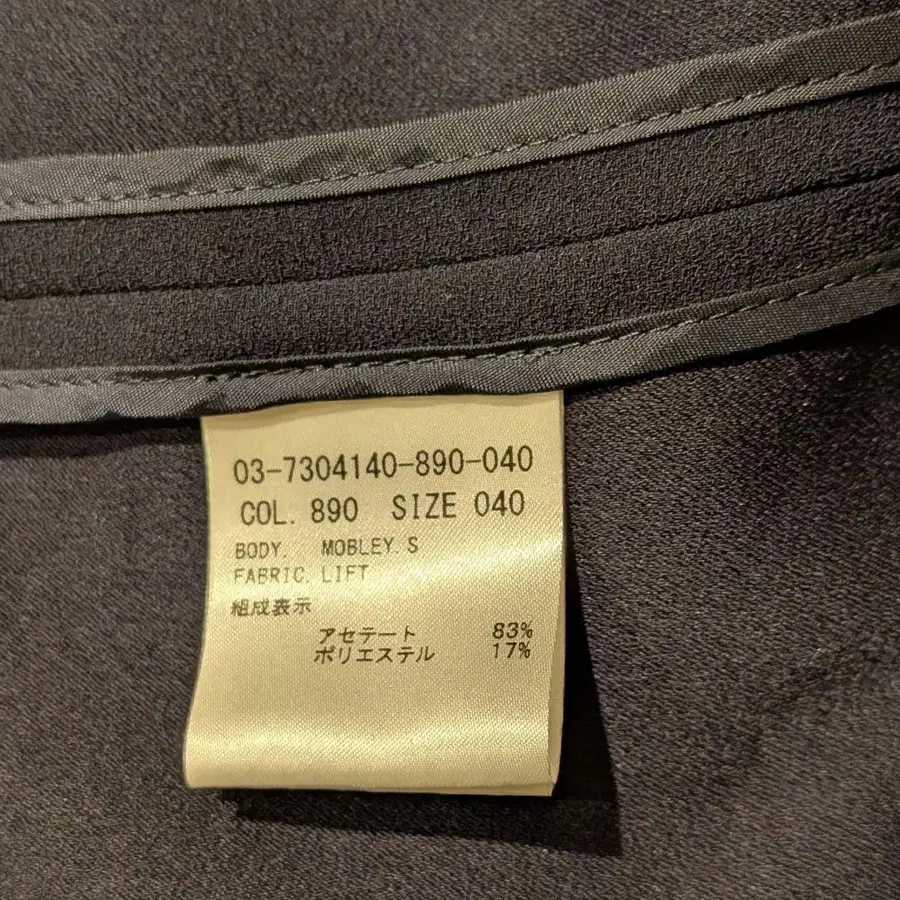 03-7304140-890-040
COL. 890 SIZE 040
BODY. MOBLEY.S
FABRIC. LIFT
組成表示
アセテート 83%
ポリエステル 17%